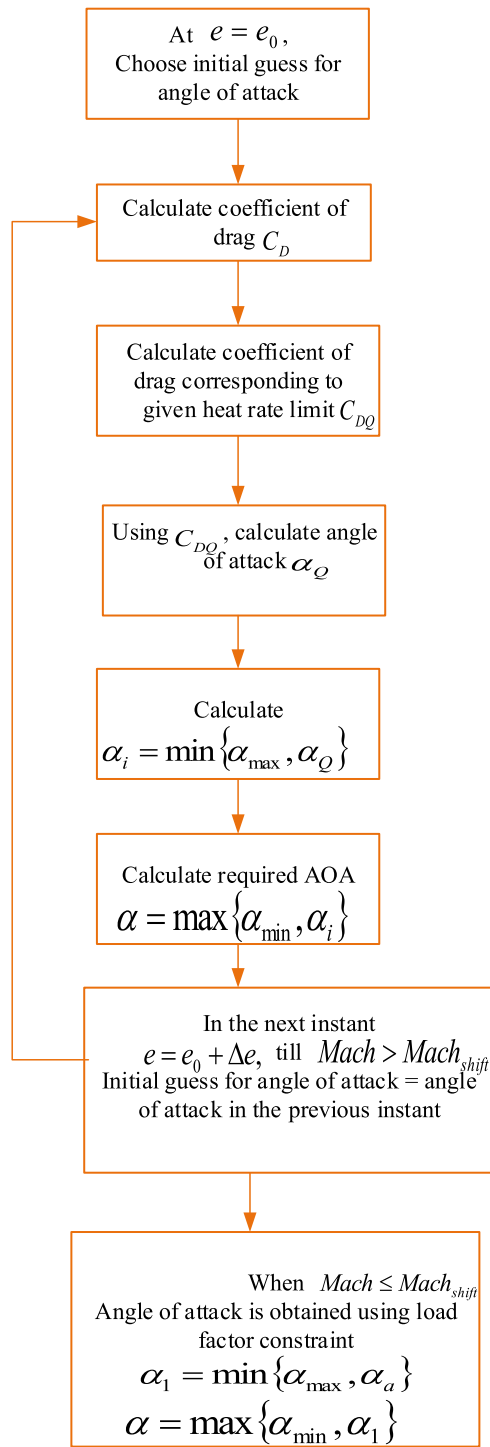 At e = e₀ ,
Choose initial guess for
angle of attack
Calculate coefficient of
drag C_D
Calculate coefficient of
drag corresponding to
given heat rate limit C_DQ
Using C_DQ , calculate angle
of attack α_Q
Calculate
α_i = min{α_max , α_Q}
Calculate required AOA
α = max{α_min , α_i}
In the next instant
e = e₀ + Δe, till Mach > Mach_shift
Initial guess for angle of attack = angle
of attack in the previous instant
When Mach ≤ Mach_shift
Angle of attack is obtained using load
factor constraint
α₁ = min{α_max , α_a}
α = max{α_min , α₁}